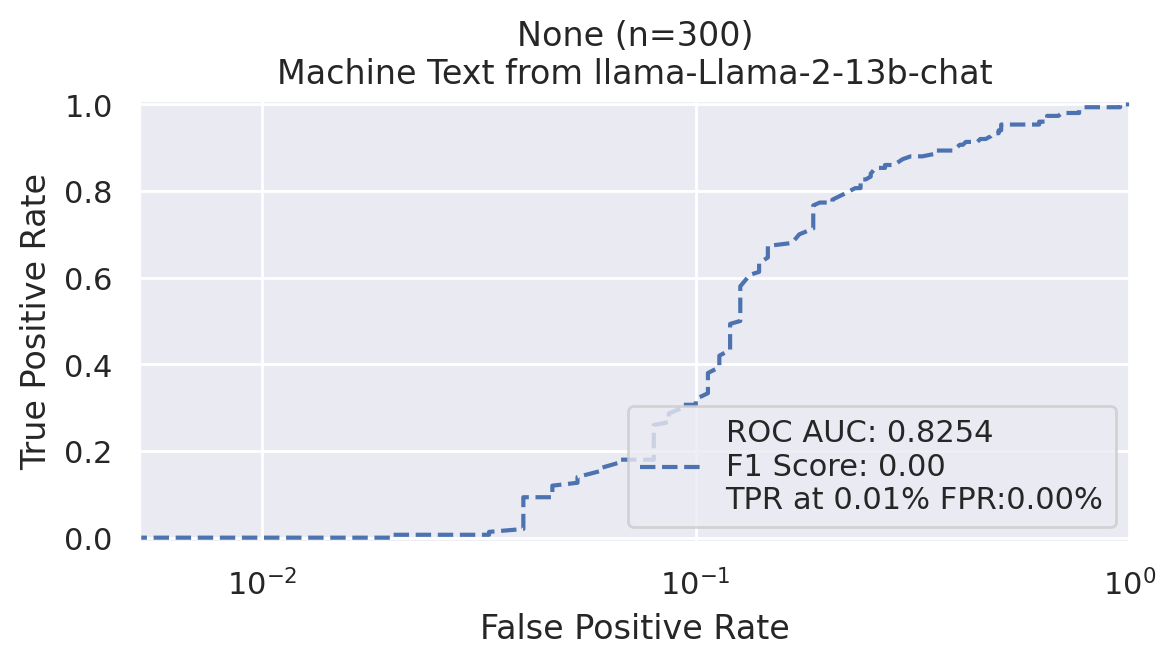 None (n=300)
Machine Text from llama-Llama-2-13b-chat
True Positive Rate
1.0
0.8
0.6
0.4
0.2
0.0
ROC AUC: 0.8254
F1 Score: 0.00
TPR at 0.01% FPR:0.00%
10⁻² 10⁻¹ 10⁰
False Positive Rate